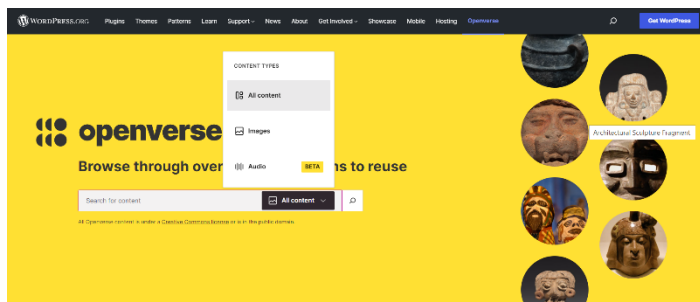 WORDPRESS.ORG Plugins Themes Patterns Learn Support News About Get Involved Showcase Mobile Hosting Openverse Get WordPress
CONTENT TYPES
All content
Images
Audio BETA
openverse
Architectural Sculpture Fragment
Browse through over ns to reuse
Search for content All content
All Openverse content is under a Creative Commons license or is in the public domain.